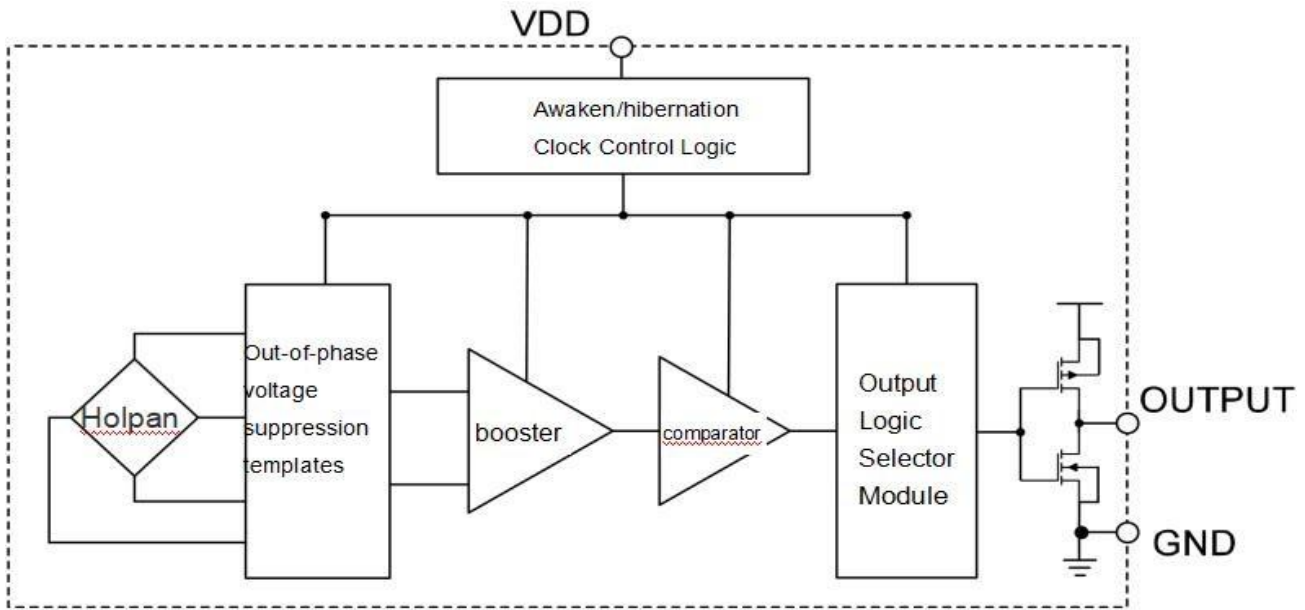 VDD
Awaken/hibernation
Clock Control Logic
Out-of-phase
voltage
suppression
templates
Holpan
booster
comparator
Output
Logic
Selector
Module
OUTPUT
GND